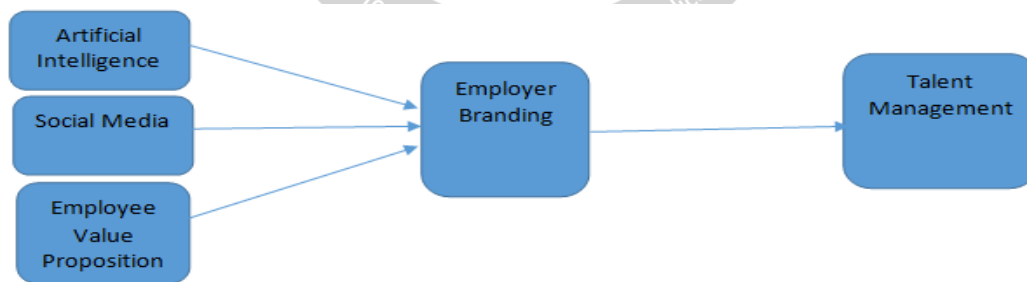 Artificial
Intelligence
Social Media
Employee
Value
Proposition
Employer
Branding
Talent
Management